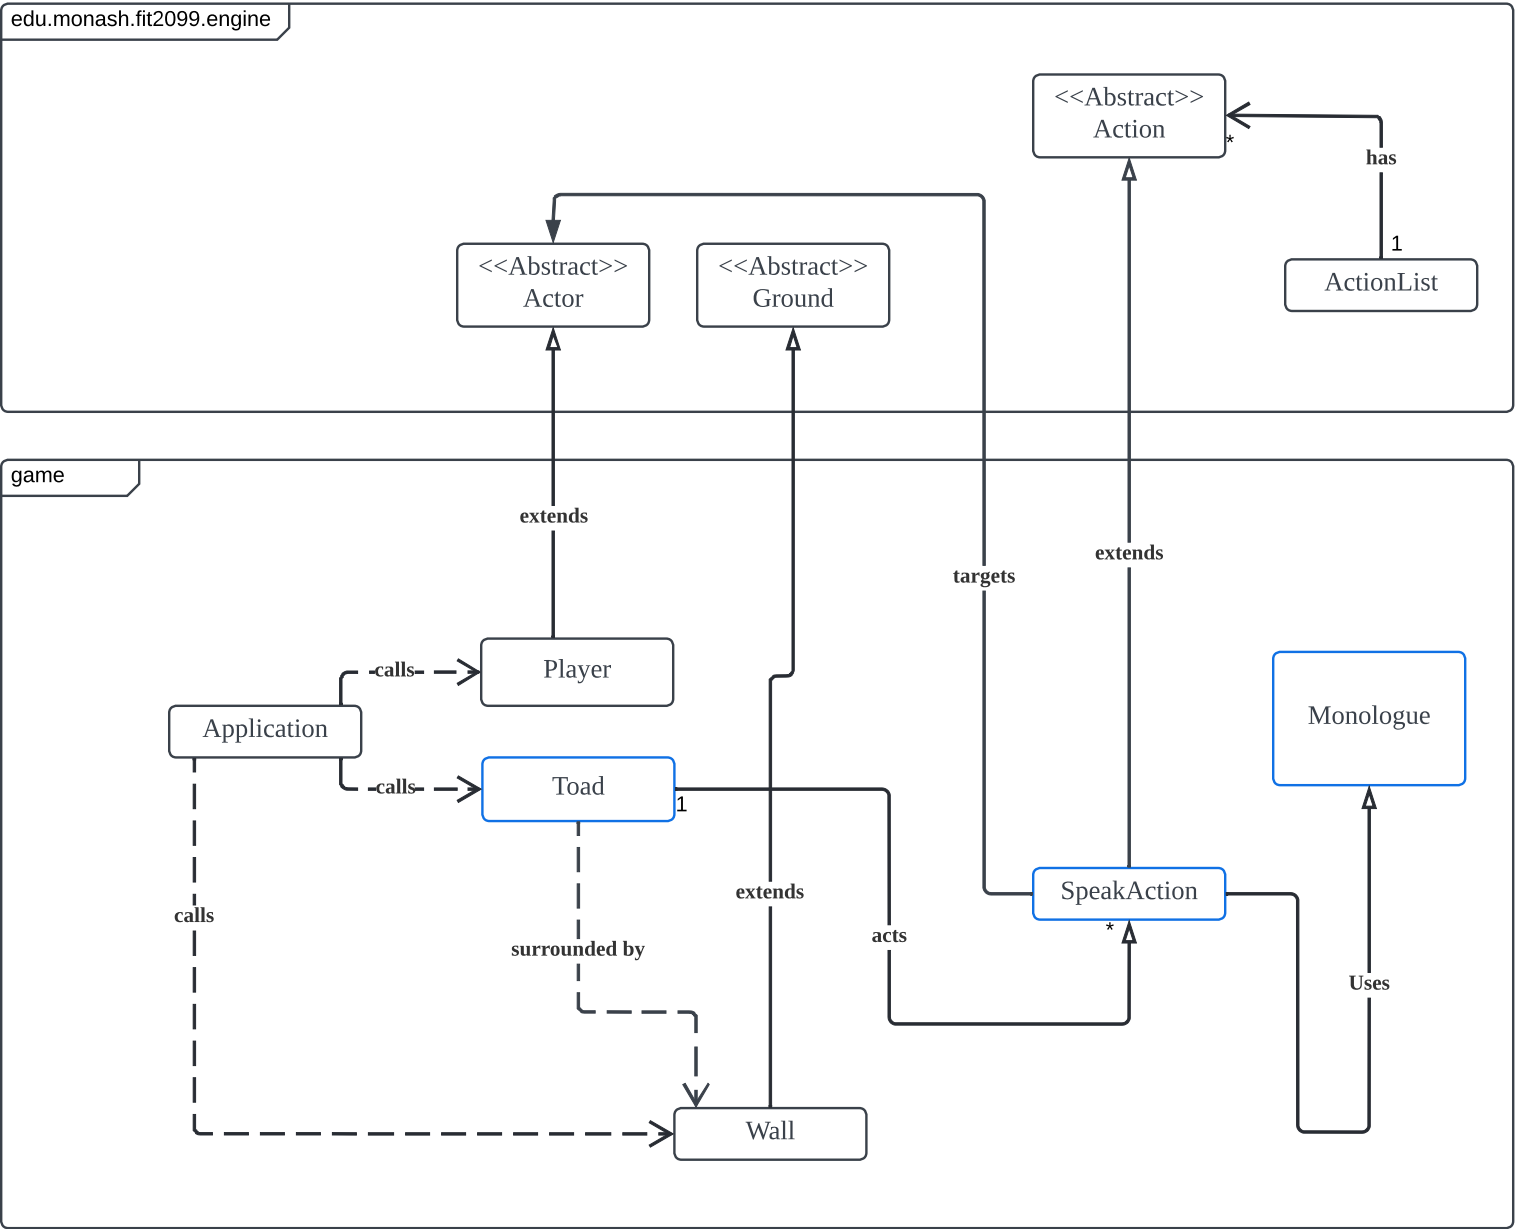 edu.monash.fit2099.engine
<<Abstract>>
Action
*
has
1
ActionList
<<Abstract>>
Actor
<<Abstract>>
Ground
game
extends
extends
targets
Player
calls
Application
calls
Toad
1
Monologue
extends
SpeakAction
*
calls
surrounded by
acts
Uses
Wall